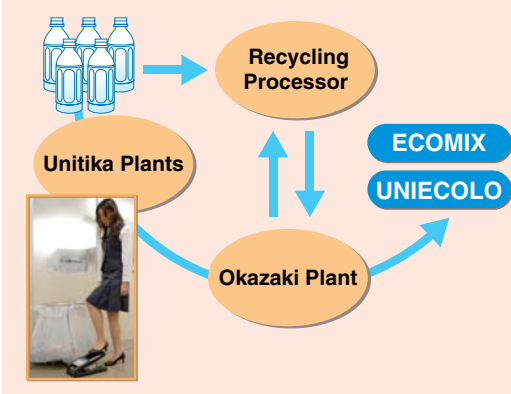 Recycling
Processor
ECOMIX
UNIECOLO
Unitika Plants
Okazaki Plant